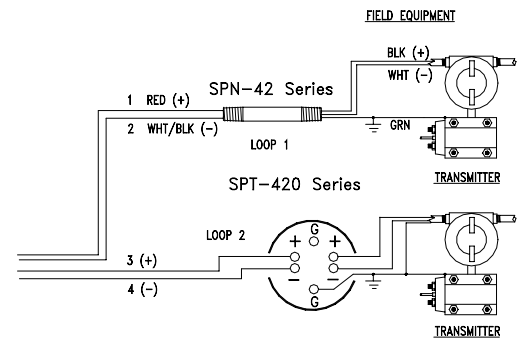 FIELD EQUIPMENT
BLK (+)
SPN-42 Series
WHT (-)
1 RED (+)
2 WHT/BLK (-)
GRN
LOOP 1
TRANSMITTER
SPT-420 Series
LOOP 2
G
+ +
3 (+)
- -
4 (-)
G
TRANSMITTER